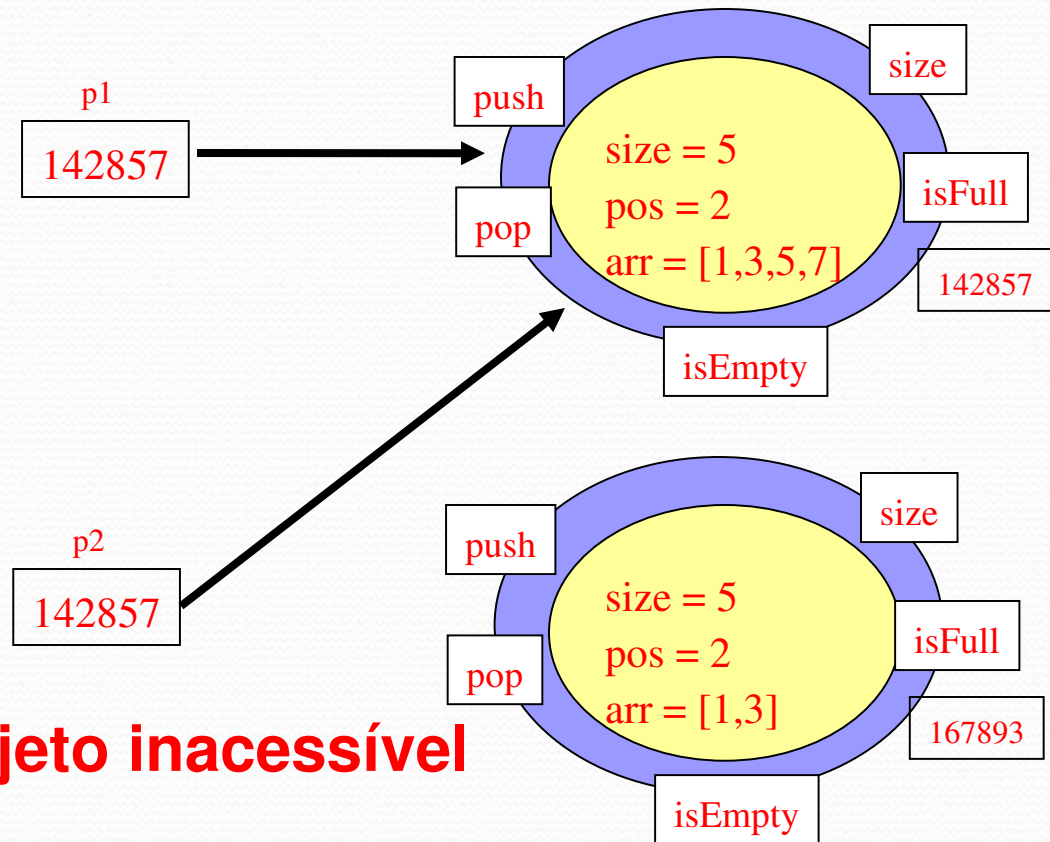 p1
142857
push
pop
size
size = 5
pos = 2
arr = [1,3,5,7]
isFull
142857
isEmpty
p2
142857
push
pop
size
size = 5
pos = 2
arr = [1,3]
isFull
167893
isEmpty
jeto inacessível